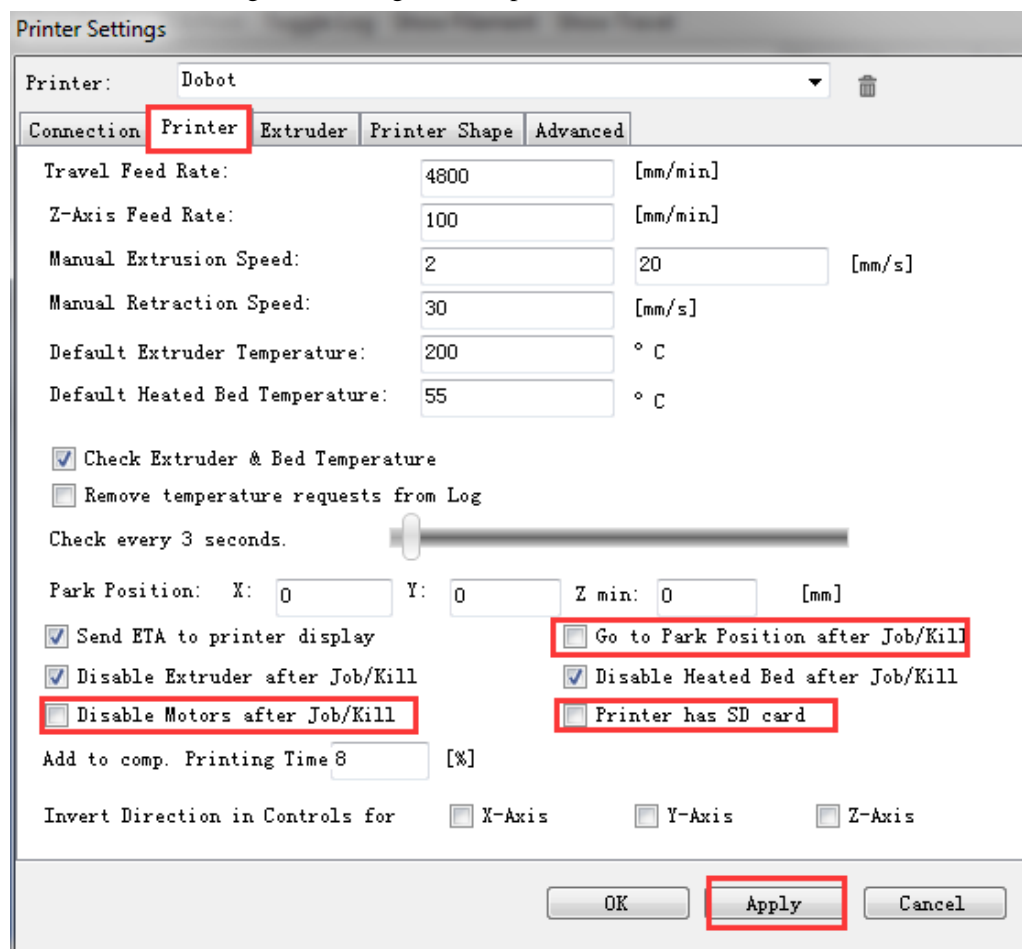 Printer Settings
Printer: Dobot
Connection Printer Extruder Printer Shape Advanced
Travel Feed Rate: 4800 [mm/min]
Z-Axis Feed Rate: 100 [mm/min]
Manual Extrusion Speed: 2 20 [mm/s]
Manual Retraction Speed: 30 [mm/s]
Default Extruder Temperature: 200 ° C
Default Heated Bed Temperature: 55 ° C
Check Extruder & Bed Temperature
Remove temperature requests from Log
Check every 3 seconds.
Park Position: X: 0 Y: 0 Z min: 0 [mm]
Send ETA to printer display Go to Park Position after Job/Kill
Disable Extruder after Job/Kill Disable Heated Bed after Job/Kill
Disable Motors after Job/Kill Printer has SD card
Add to comp. Printing Time 8 [%]
Invert Direction in Controls for X-Axis Y-Axis Z-Axis
OK Apply Cancel